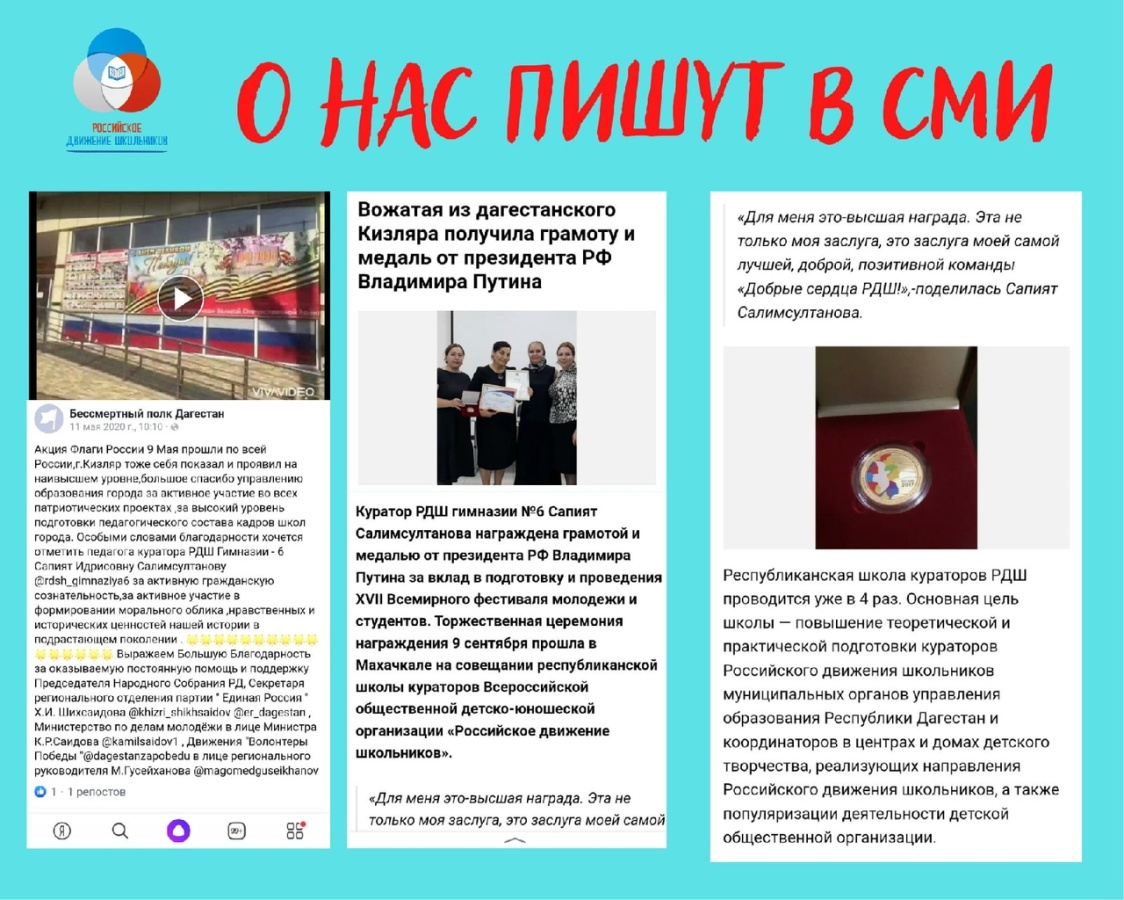 РОССИЙСКОЕ
ДВИЖЕНИЕ ШКОЛЬНИКОВ
О НАС ПИШУТ В СМИ
Победы
VIVAVIDEO
Бессмертный полк Дагестан
11 мая 2020 г., 10:10
Акция Флаги России 9 Мая прошли по всей
России,г.Кизляр тоже себя показал и проявил на
наивысшем уровне,большое спасибо управлению
образования города за активное участие во всех
патриотических проектах ,за высокий уровень
подготовки педагогического состава кадров школ
города. Особыми словами благодарности хочется
отметить педагога куратора РДШ Гимназии - 6
Сапият Идрисовну Салимсултанову
@rdsh_gimnaziya6 за активную гражданскую
сознательность,за активное участие в
формировании морального облика ,нравственных и
исторических ценностей нашей истории в
подрастающем поколении .
Выражаем Большую Благодарность
за оказываемую постоянную помощь и поддержку
Председателя Народного Собрания РД, Секретаря
регионального отделения партии " Единая Россия "
Х.И. Шихсаидова @khizri_shikhsaidov @er_dagestan ,
Министерство по делам молодёжи в лице Министра
К.Р.Саидова @kamilsaidov1 , Движения "Волонтеры
Победы "@dagestanzapobedu в лице регионального
руководителя М.Гусейханова @magomedguseikhanov
1 · 1 репостов
Я
99+
Вожатая из дагестанского
Кизляра получила грамоту и
медаль от президента РФ
Владимира Путина
Куратор РДШ гимназии №6 Сапият
Салимсултанова награждена грамотой и
медалью от президента РФ Владимира
Путина за вклад в подготовку и проведения
XVII Всемирного фестиваля молодежи и
студентов. Торжественная церемония
награждения 9 сентября прошла в
Махачкале на совещании республиканской
школы кураторов Всероссийской
общественной детско-юношеской
организации «Российское движение
школьников».
«Для меня это-высшая награда. Эта не
только моя заслуга, это заслуга моей самой
«Для меня это-высшая награда. Эта не
только моя заслуга, это заслуга моей самой
лучшей, доброй, позитивной команды
«Добрые сердца РДШ!»,-поделилась Сапият
Салимсултанова.
Республиканская школа кураторов РДШ
проводится уже в 4 раз. Основная цель
школы — повышение теоретической и
практической подготовки кураторов
Российского движения школьников
муниципальных органов управления
образования Республики Дагестан и
координаторов в центрах и домах детского
творчества, реализующих направления
Российского движения школьников, а также
популяризации деятельности детской
общественной организации.